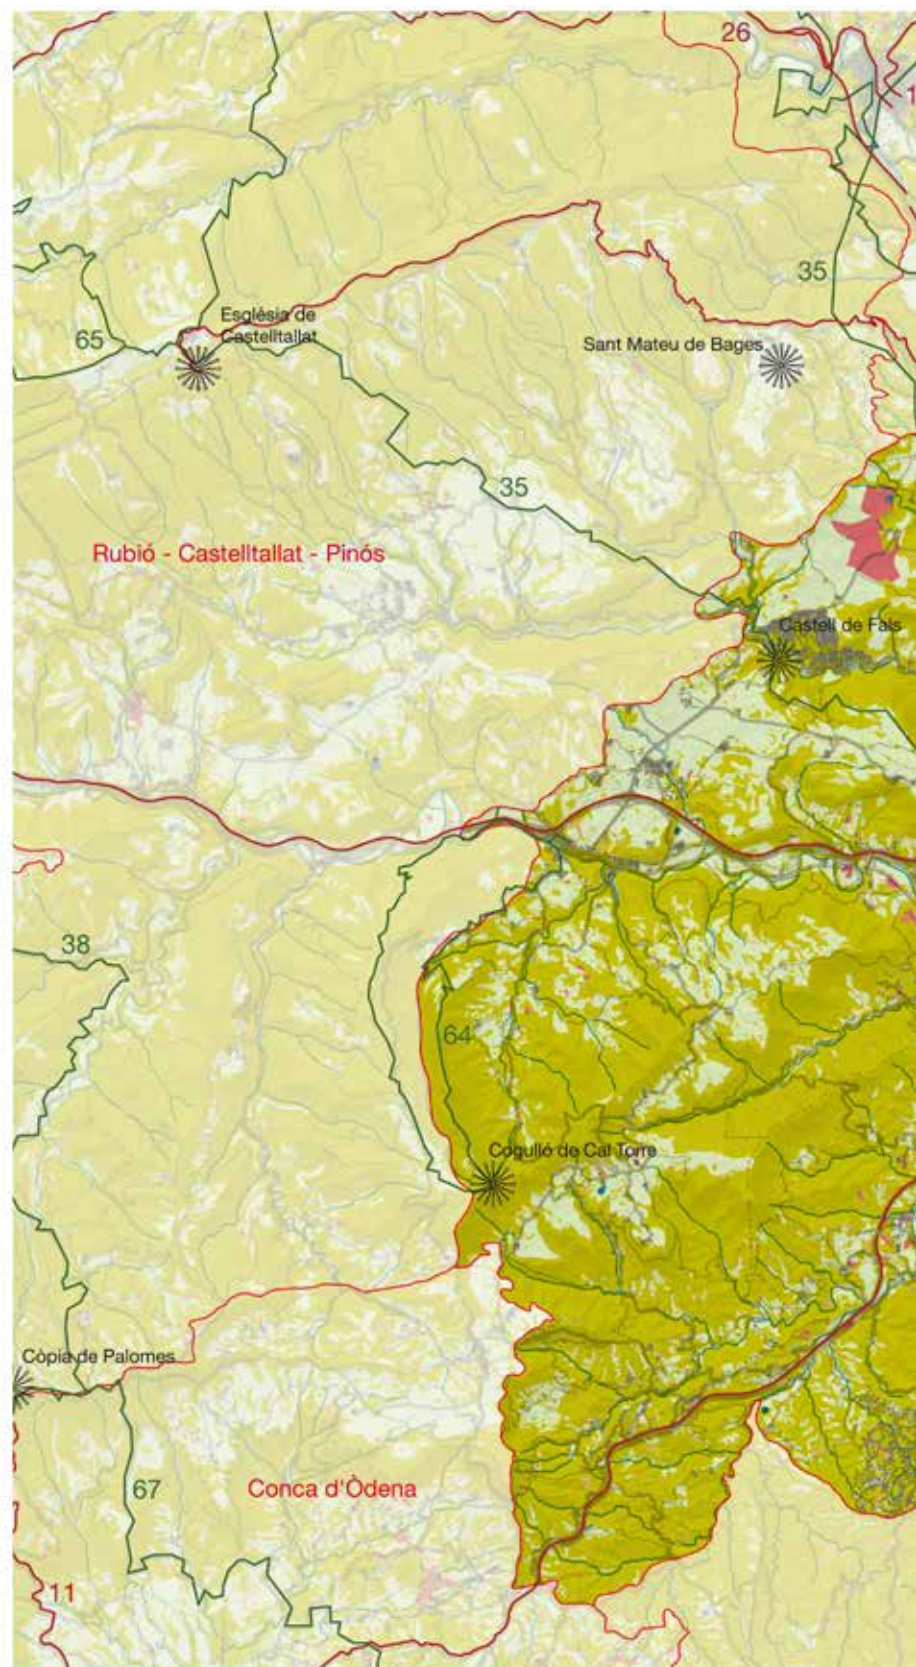 26
1
35
Església de
Castelltallat
65
Sant Mateu de Bages
35
Rubió - Castelltallat - Pinós
Castell de Fals
38
64
Cogulló de Cal Torre
Còpia de Palomes
67
Conca d'Òdena
11